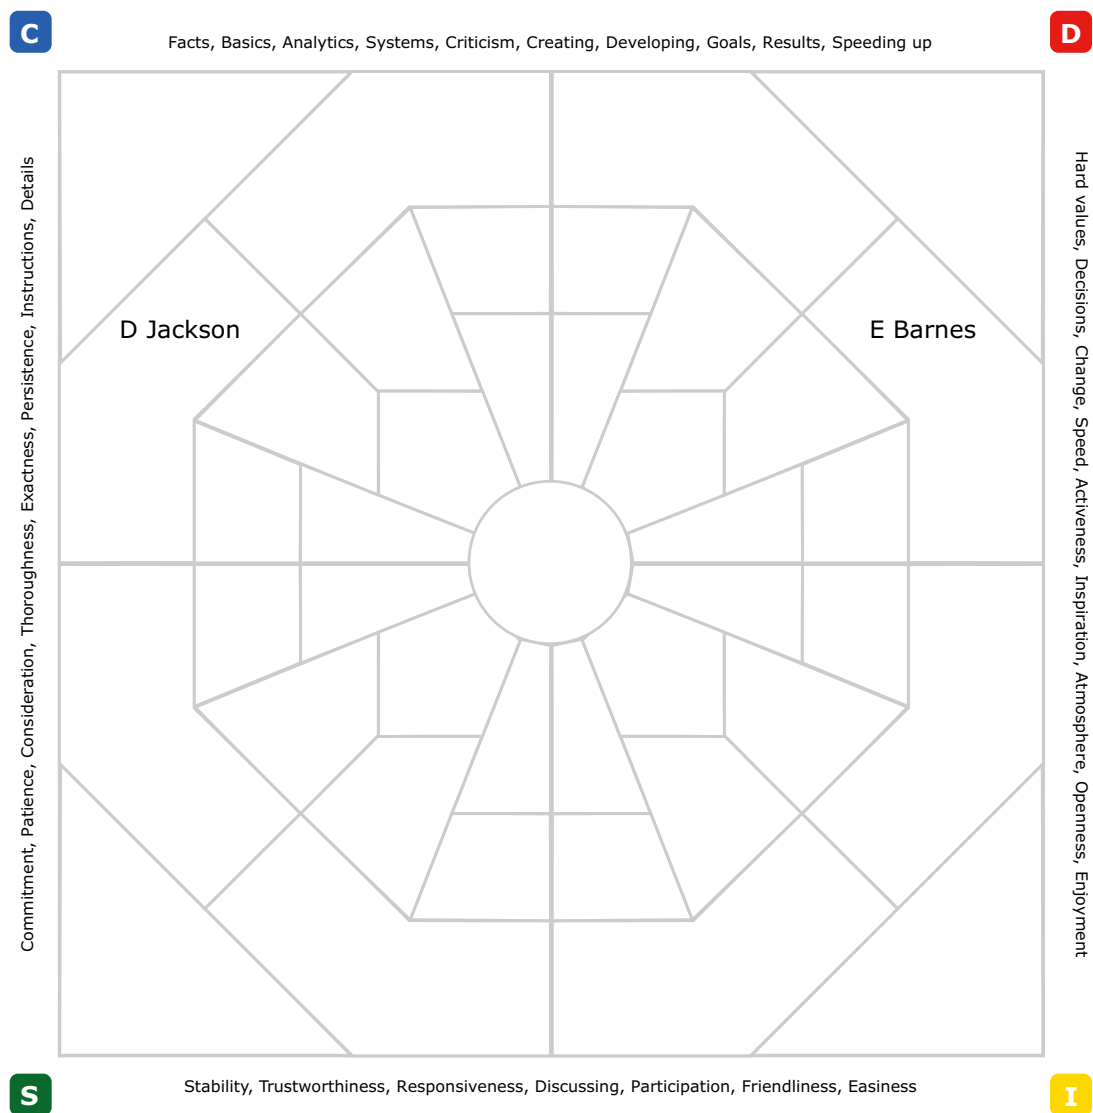 C
Facts, Basics, Analytics, Systems, Criticism, Creating, Developing, Goals, Results, Speeding up
D
Commitment, Patience, Consideration, Thoroughness, Exactness, Persistence, Instructions, Details
Hard values, Decisions, Change, Speed, Activeness, Inspiration, Atmosphere, Openness, Enjoyment
D Jackson
E Barnes
S
Stability, Trustworthiness, Responsiveness, Discussing, Participation, Friendliness, Easiness
I